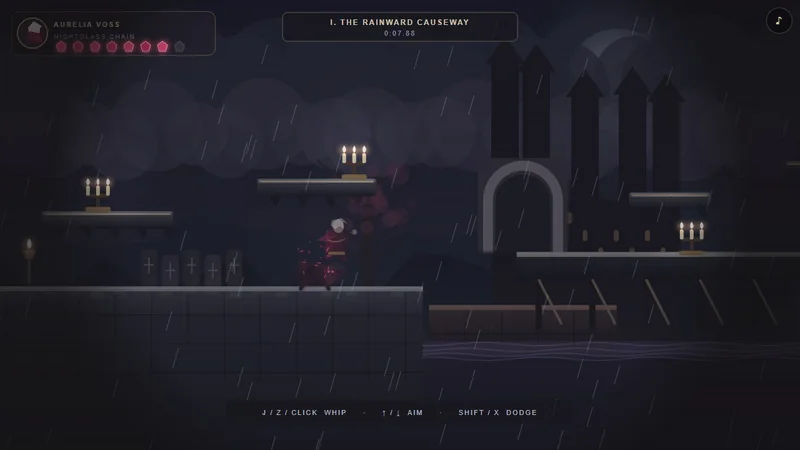 AURELIA VOSS
NIGHTGLASS CHAIN
I. THE RAINWARD CAUSEWAY
0:07.88
♪
J / Z / CLICK WHIP · ↑ / ↓ AIM · SHIFT / X DODGE